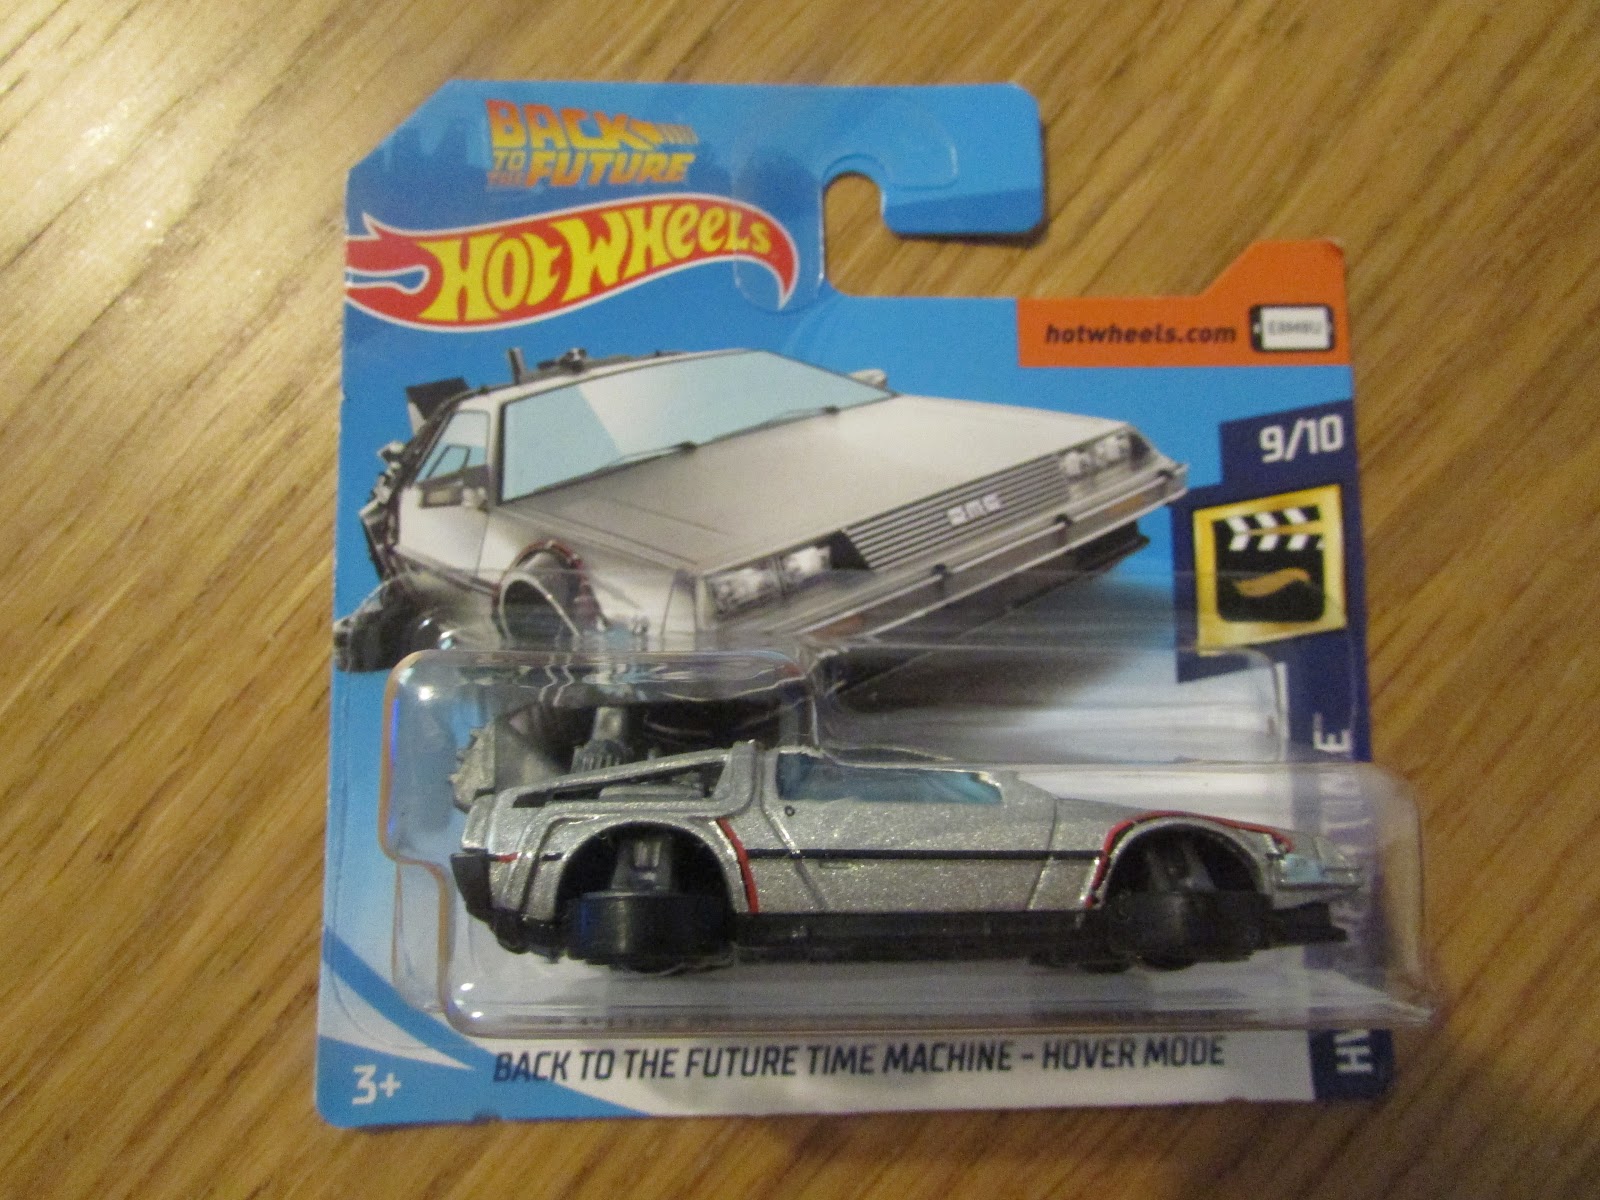 BACK
TO
THE FUTURE
HOT WHEELS
hotwheels.com
9/10
DMC
3+
BACK TO THE FUTURE TIME MACHINE - HOVER MODE